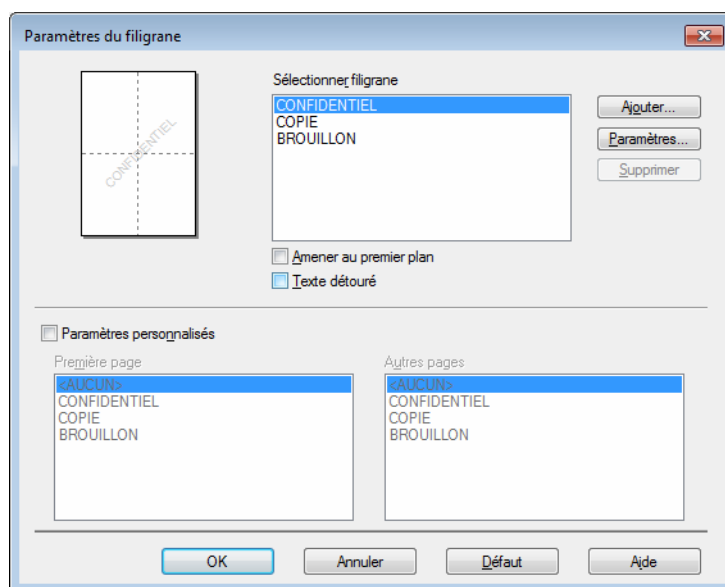 Paramètres du filigrane
Sélectionner filigrane
CONFIDENTIEL
COPIE
BROUILLON
Ajouter...
Paramètres...
Supprimer
CONFIDENTIEL
Amener au premier plan
Texte détouré
Paramètres personnalisés
Première page
<AUCUN>
CONFIDENTIEL
COPIE
BROUILLON
Autres pages
<AUCUN>
CONFIDENTIEL
COPIE
BROUILLON
OK
Annuler
Défaut
Aide